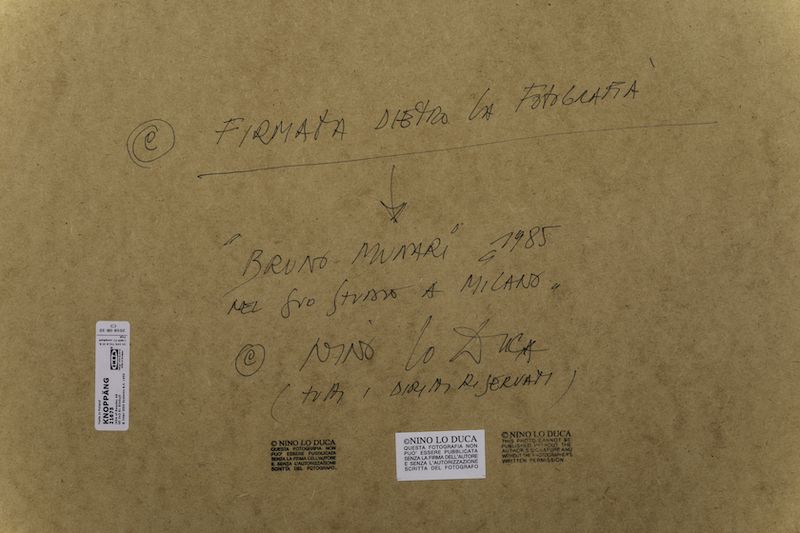 © FIRMATA DIETRO LA FOTOGRAFIA
"BRUNO MUNARI" 1985
NEL SUO STUDIO A MILANO"
© NINO LO DUCA
(TUTTI I DIRITTI RISERVATI)
KNOPPÄNG
© NINO LO DUCA
QUESTA FOTOGRAFIA NON
PUO' ESSERE PUBBLICATA
SENZA LA FIRMA DELL'AUTORE
E SENZA L'AUTORIZZAZIONE
SCRITTA DEL FOTOGRAFO.
©NINO LO DUCA
QUESTA FOTOGRAFIA NON
PUO' ESSERE PUBBLICATA
SENZA LA FIRMA DELL'AUTORE
E SENZA L'AUTORIZZAZIONE
SCRITTA DEL FOTOGRAFO
©NINO LO DUCA
THIS PHOTO CANNOT BE
PUBLISHED WITHOUT THE
AUTHOR'S SIGNATURE AND
WITHOUT THE PHOTOGRAPHER'S
WRITTEN PERMISSION